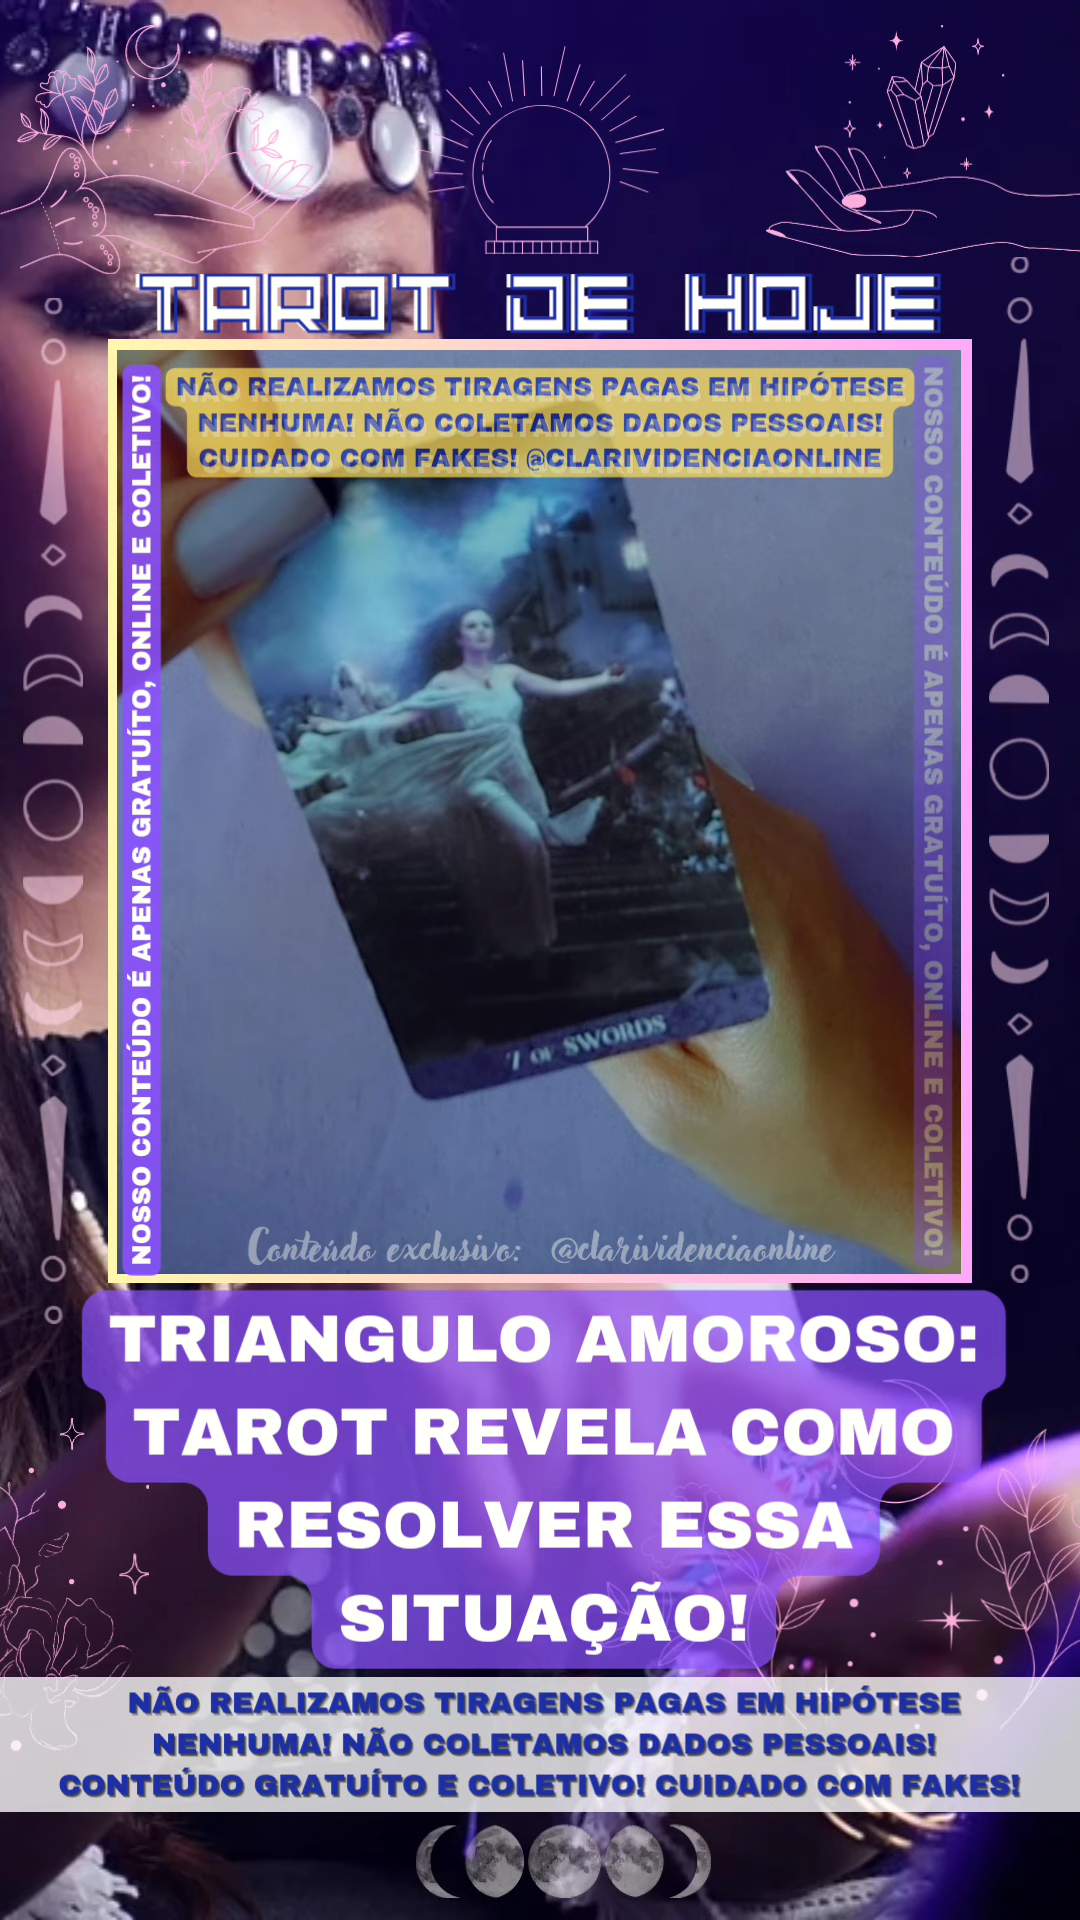 TAROT DE HOJE
NÃO REALIZAMOS TIRAGENS PAGAS EM HIPÓTESE
NENHUMA! NÃO COLETAMOS DADOS PESSOAIS!
CUIDADO COM FAKES! @CLARIVIDENCIAONLINE
NOSSO CONTEÚDO É APENAS GRATUÍTO, ONLINE E COLETIVO!
NOSSO CONTEÚDO É APENAS GRATUÍTO, ONLINE E COLETIVO!
7 OF SWORDS
Conteúdo exclusivo: @clarividenciaonline
TRIANGULO AMOROSO:
TAROT REVELA COMO
RESOLVER ESSA
SITUAÇÃO!
NÃO REALIZAMOS TIRAGENS PAGAS EM HIPÓTESE
NENHUMA! NÃO COLETAMOS DADOS PESSOAIS!
CONTEÚDO GRATUÍTO E COLETIVO! CUIDADO COM FAKES!